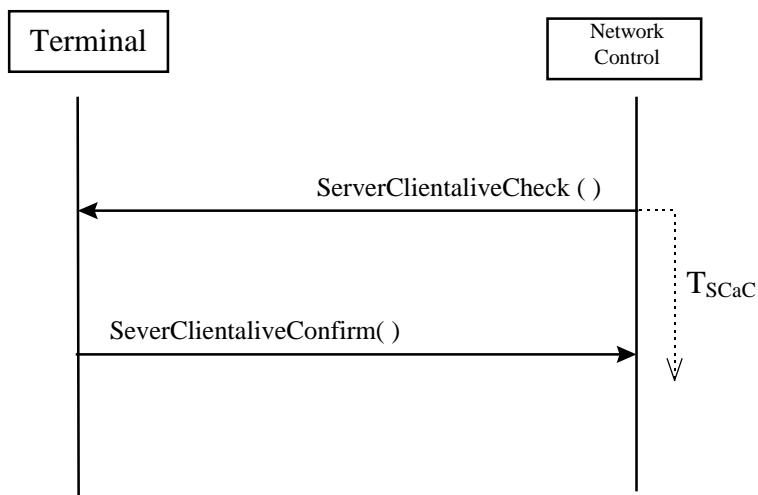 Terminal
Network
Control
ServerClientaliveCheck ( )
TSCaC
SeverClientaliveConfirm( )